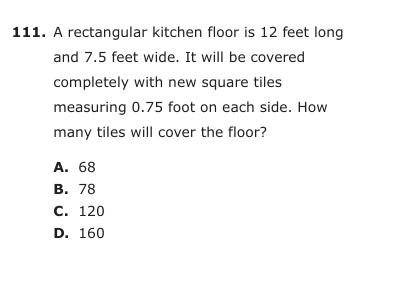 111. A rectangular kitchen floor is 12 feet long
and 7.5 feet wide. It will be covered
completely with new square tiles
measuring 0.75 foot on each side. How
many tiles will cover the floor?
A. 68
B. 78
C. 120
D. 160